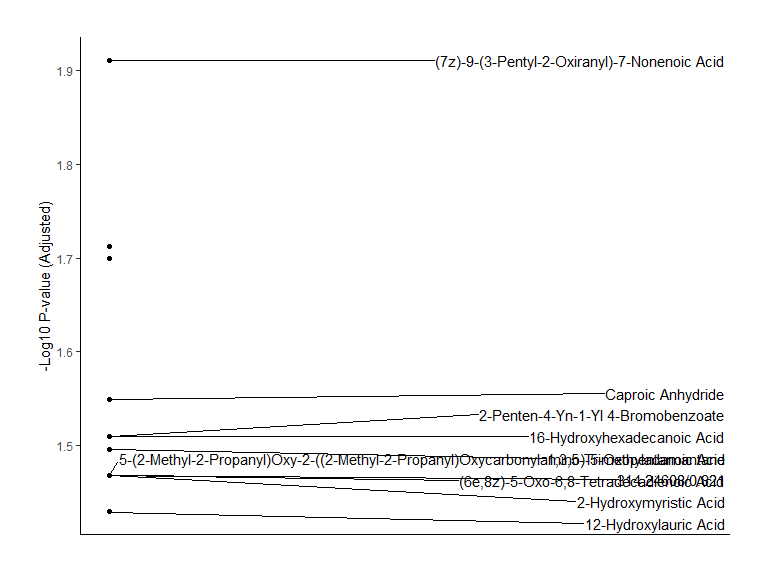 (7z)-9-(3-Pentyl-2-Oxiranyl)-7-Nonenoic Acid
1.9
1.8
1.7
1.6
1.5
-Log10 P-value (Adjusted)
Caproic Anhydride
2-Penten-4-Yn-1-Yl 4-Bromobenzoate
16-Hydroxyhexadecanoic Acid
5-(2-Methyl-2-Propanyl)Oxy-2-((2-Methyl-2-Propanyl)Oxycarbonylamino)-5-Oxopentanoic Acid
1,3,5-Trimethyladamantane
(6e,8z)-5-Oxo-6,8-Tetradecadienoic Acid
2-Hydroxymyristic Acid
12-Hydroxylauric Acid